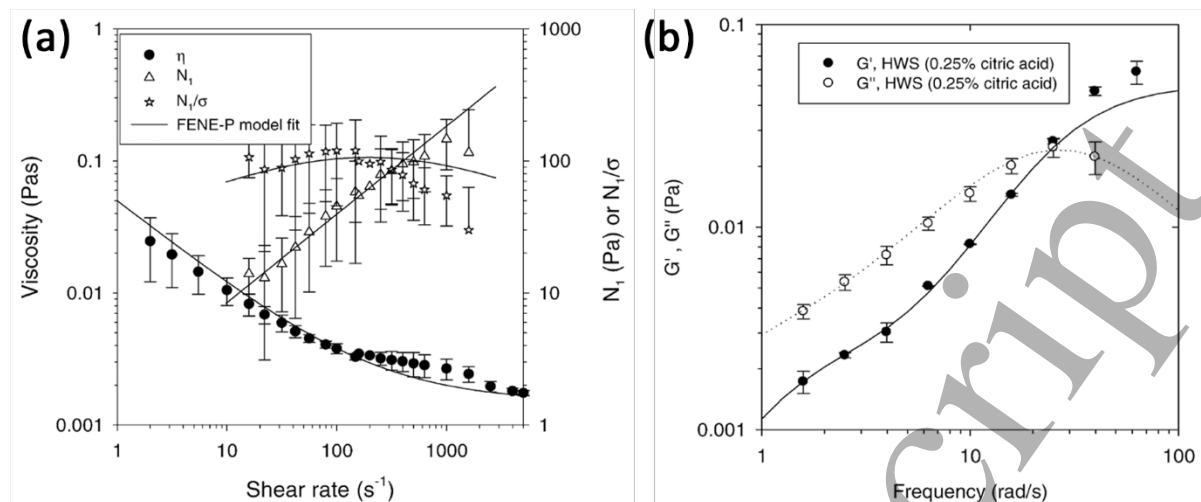 (a)
η
N₁
N₁/σ
FENE-P model fit
Viscosity (Pas)
1
0.1
0.01
0.001
1000
100
10
1
N₁ (Pa) or N₁/σ
1 10 100 1000
Shear rate (s⁻¹)
(b)
G', HWS (0.25% citric acid)
G'', HWS (0.25% citric acid)
G' , G'' (Pa)
0.1
0.01
0.001
1 10 100
Frequency (rad/s)
cript